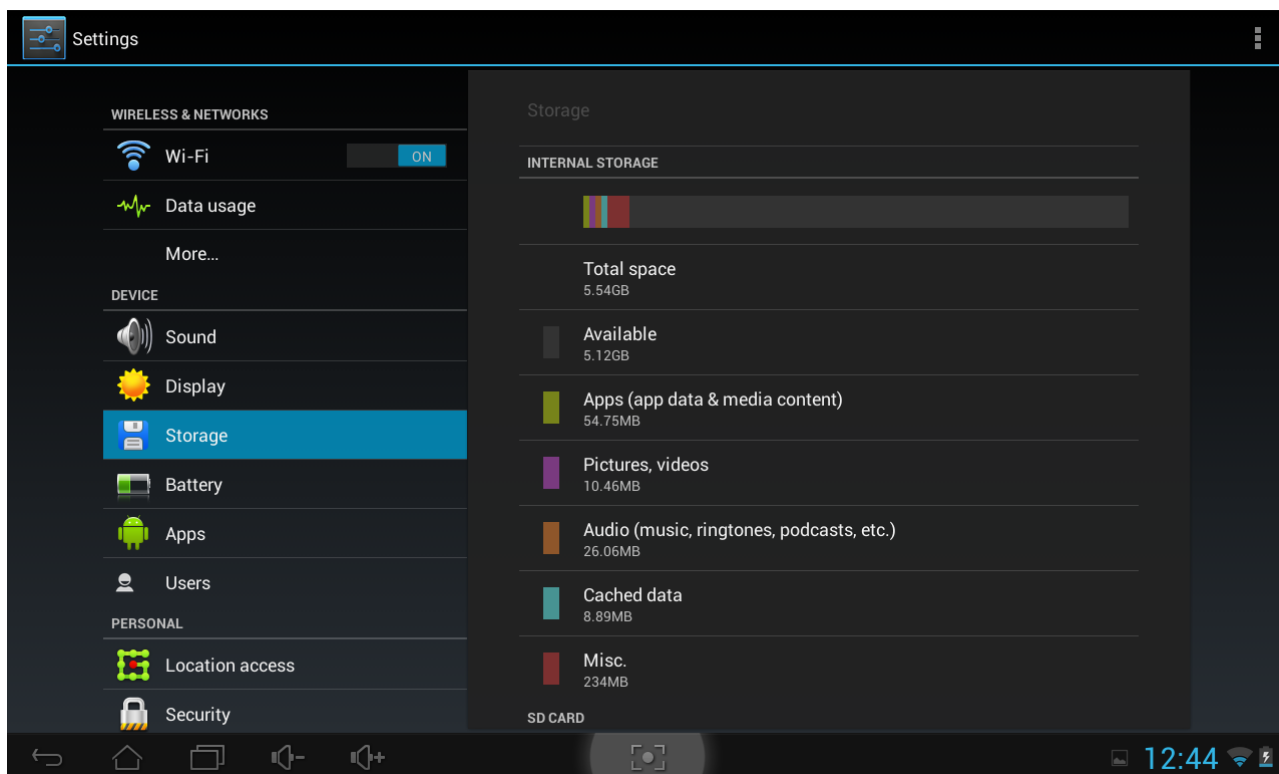 Settings
WIRELESS & NETWORKS
Wi-Fi
ON
Data usage
More...
DEVICE
Sound
Display
Storage
Battery
Apps
Users
PERSONAL
Location access
Security
Storage
INTERNAL STORAGE
Total space
5.54GB
Available
5.12GB
Apps (app data & media content)
54.75MB
Pictures, videos
10.46MB
Audio (music, ringtones, podcasts, etc.)
26.06MB
Cached data
8.89MB
Misc.
234MB
SD CARD
12:44